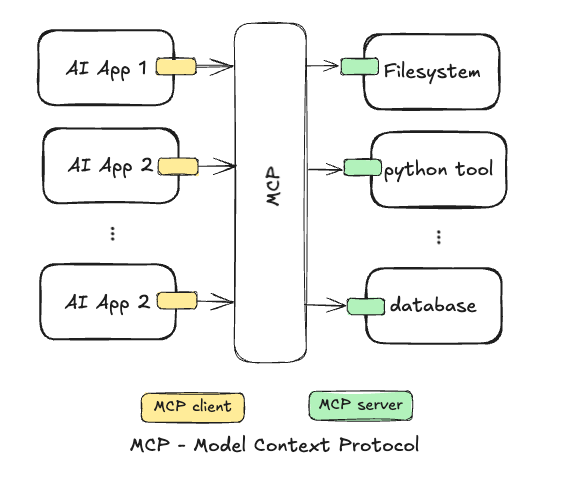 AI App 1
Filesystem
AI App 2
python tool
MCP
⋮
⋮
AI App 2
database
MCP client
MCP server
MCP - Model Context Protocol